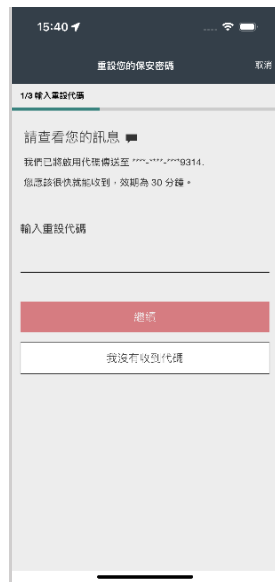 15:40
重設您的保安密碼
取消
1/3 輸入重設代碼
請查看您的訊息
我們已將啟用代碼傳送至 ****-****-****9314.
您應該很快就能收到，效期為 30 分鐘。
輸入重設代碼
繼續
我沒有收到代碼